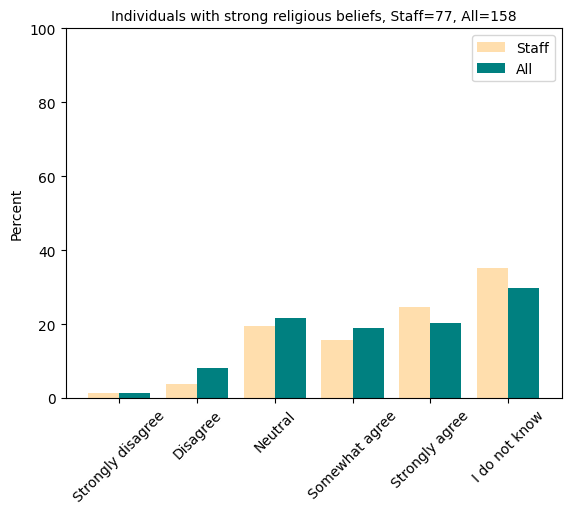 Individuals with strong religious beliefs, Staff=77, All=158
100
80
60
40
20
0
Percent
Staff
All
Strongly disagree
Disagree
Neutral
Somewhat agree
Strongly agree
I do not know